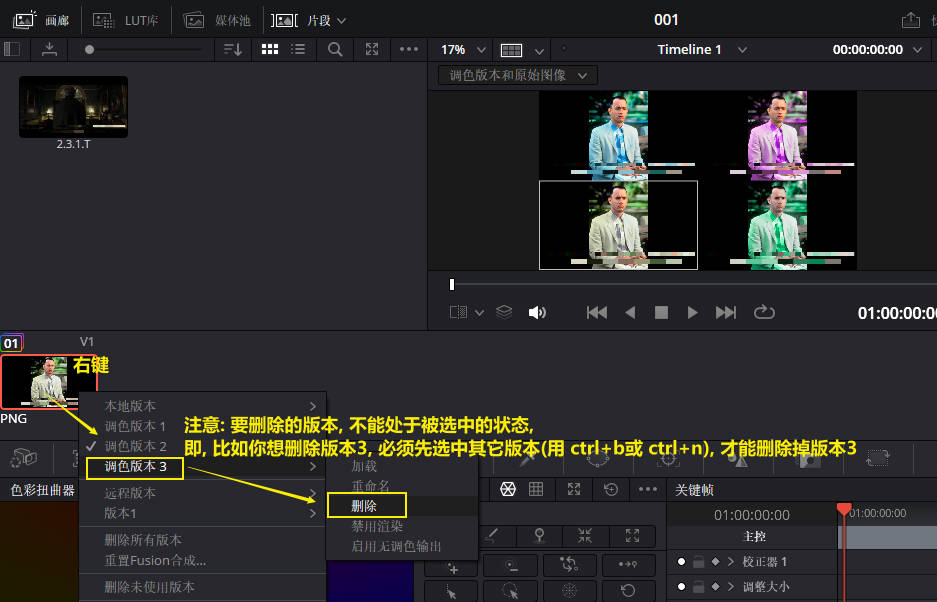 画廊
LUT库
媒体池
片段
001
17%
Timeline 1
00:00:00:00
调色版本和原始图像
2.3.1.T
01:00:00:0
01
V1
右键
PNG
本地版本
调色版本 1
注意: 要删除的版本, 不能处于被选中的状态,
调色版本 2
即, 比如你想删除版本3, 必须先选中其它版本(用 ctrl+b或 ctrl+n), 才能删除掉版本3
调色版本 3
加载
重命名
色彩扭曲器
远程版本
删除
关键帧
版本1
禁用渲染
01:00:00:00
01:00:00:00
删除所有版本
启用无调色输出
主控
重置Fusion合成...
校正器 1
删除未使用版本
调整大小